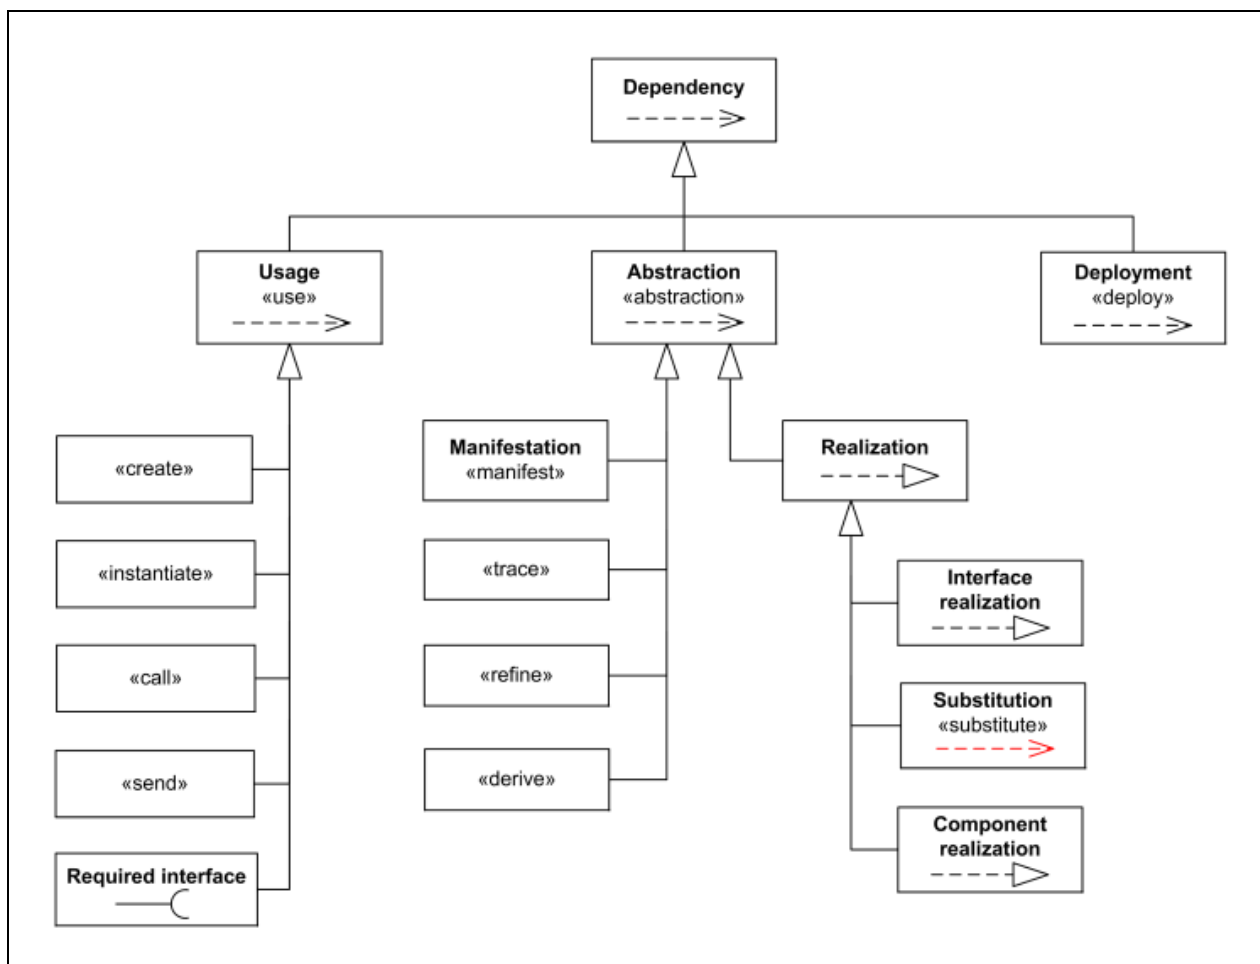 Dependency
Usage
«use»
Abstraction
«abstraction»
Deployment
«deploy»
«create»
«instantiate»
«call»
«send»
Required interface
Manifestation
«manifest»
«trace»
«refine»
«derive»
Realization
Interface
realization
Substitution
«substitute»
Component
realization